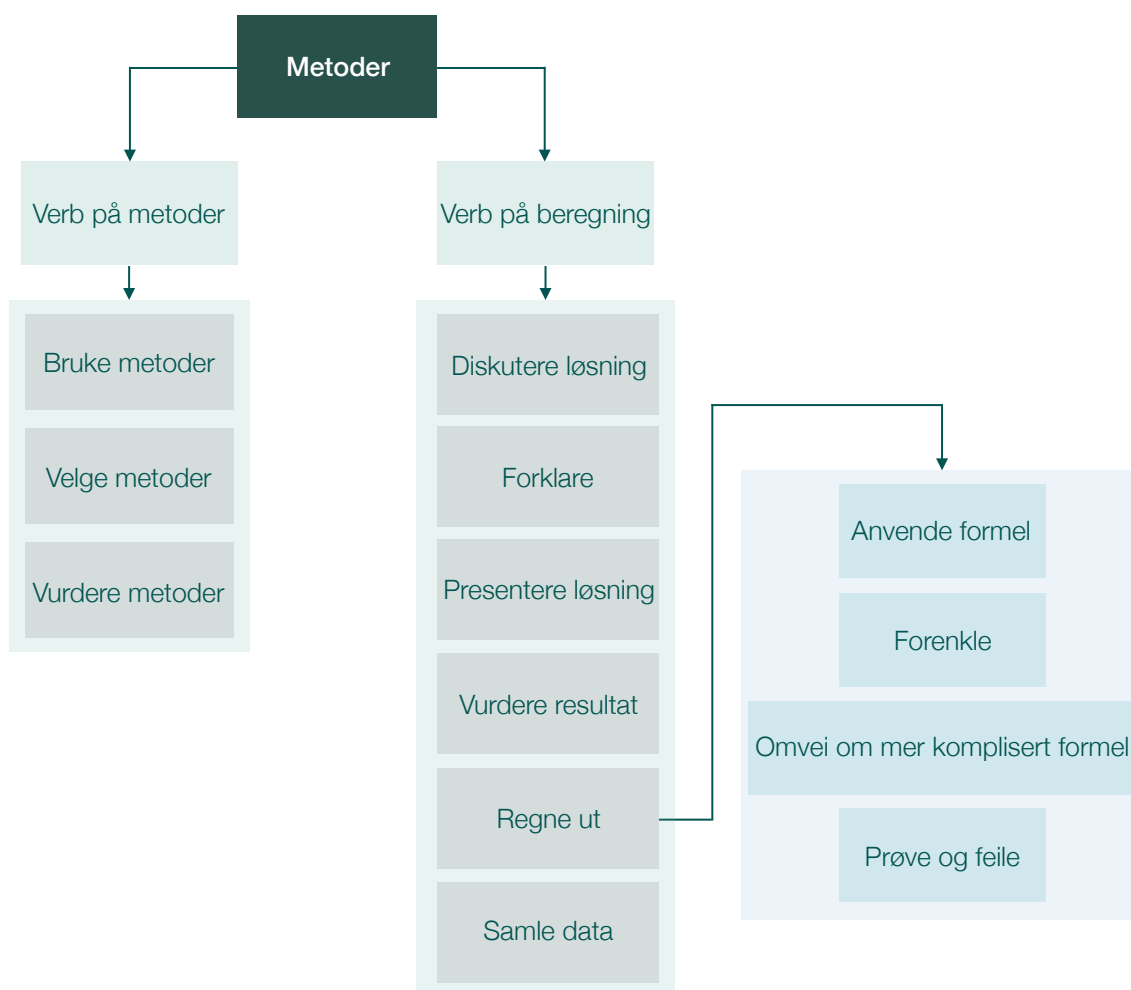 Metoder
Verb på metoder
Verb på beregning
Bruke metoder
Velge metoder
Vurdere metoder
Diskutere løsning
Forklare
Presentere løsning
Vurdere resultat
Regne ut
Samle data
Anvende formel
Forenkle
Omvei om mer komplisert formel
Prøve og feile